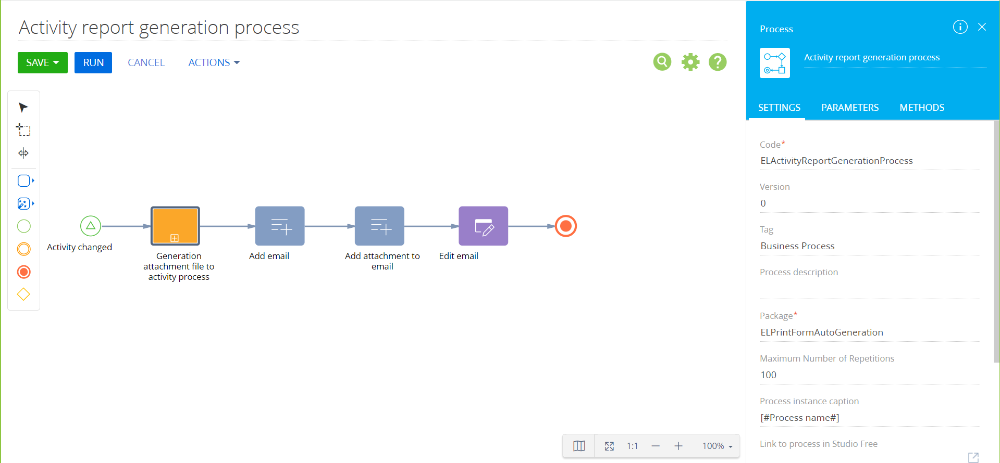 Activity report generation process
SAVE
RUN
CANCEL
ACTIONS
?
Activity changed
Generation
attachment file to
activity process
Add email
Add attachment to
email
Edit email
1:1
100%
Process
i
Activity report generation process
SETTINGS
PARAMETERS
METHODS
Code*
ELActivityReportGenerationProcess
Version
0
Tag
Business Process
Process description
Package*
ELPrintFormAutoGeneration
Maximum Number of Repetitions
100
Process instance caption
[#Process name#]
Link to process in Studio Free